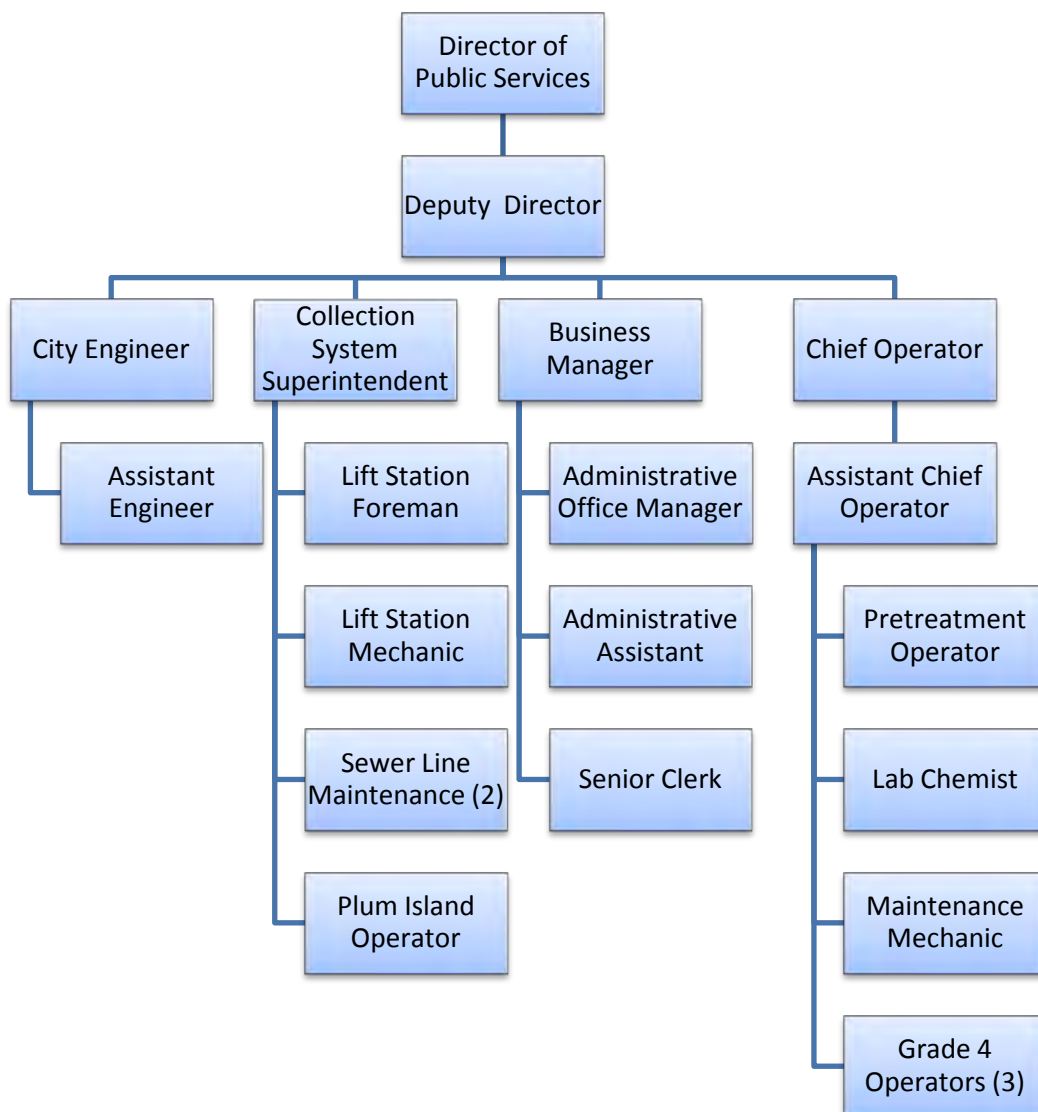 Director of
Public Services
Deputy  Director
City Engineer
Collection
System
Superintendent
Business
Manager
Chief Operator
Assistant
Engineer
Lift Station
Foreman
Administrative
Office Manager
Assistant Chief
Operator
Lift Station
Mechanic
Administrative
Assistant
Pretreatment
Operator
Sewer Line
Maintenance (2)
Senior Clerk
Lab Chemist
Plum Island
Operator
Maintenance
Mechanic
Grade 4
Operators (3)